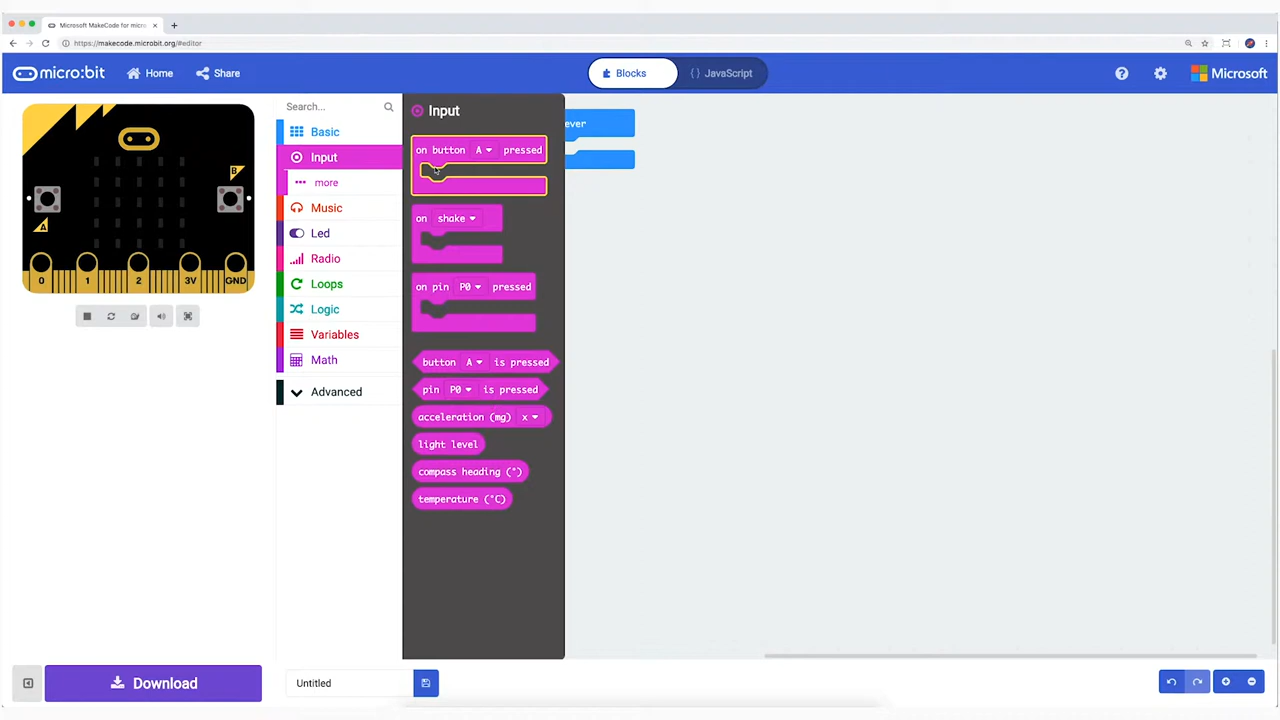 Microsoft MakeCode for micro:
https://makecode.microbit.org/#editor
micro:bit
Home
Share
Blocks
{ } JavaScript
?
Microsoft
Search...
Basic
Input
more
Music
Led
Radio
Loops
Logic
Variables
Math
Advanced
B
A
0 1 2 3V GND
Input
on button A pressed
on shake
on pin P0 pressed
button A is pressed
pin P0 is pressed
acceleration (mg) x
light level
compass heading (°)
temperature (°C)
ever
Download
Untitled